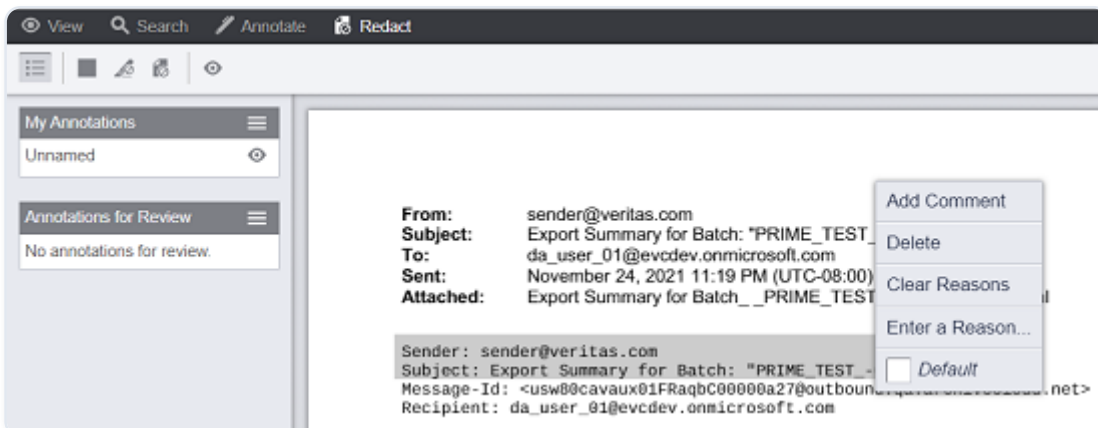 View Search Annotate Redact
My Annotations
Unnamed
Annotations for Review
No annotations for review.
From: sender@veritas.com
Subject: Export Summary for Batch: "PRIME_TEST_
To: da_user_01@evcdev.onmicrosoft.com
Sent: November 24, 2021 11:19 PM (UTC-08:00)
Attached: Export Summary for Batch_ _PRIME_TEST
Sender: sender@veritas.com
Subject: Export Summary for Batch: "PRIME_TEST_-
Message-Id: <usw80cavaux01FRaqbC00000a27@outbound
Recipient: da_user_01@evcdev.onmicrosoft.com
Add Comment
Delete
Clear Reasons
Enter a Reason...
Default